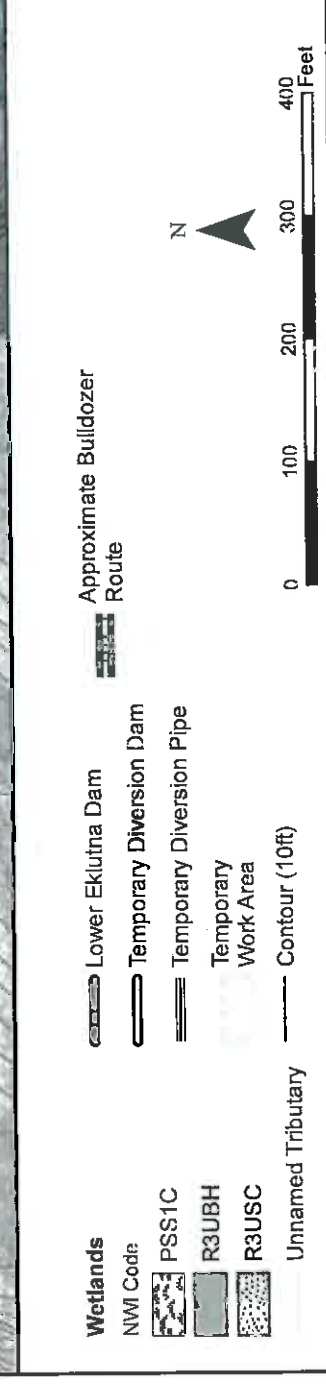 Wetlands
NWI Code
PSS1C
R3UBH
R3USC
Unnamed Tributary
Lower Eklutna Dam
Temporary Diversion Dam
Temporary Diversion Pipe
Temporary
Work Area
Contour (10ft)
Approximate Bulldozer
Route
N
0 100 200 300 400
Feet